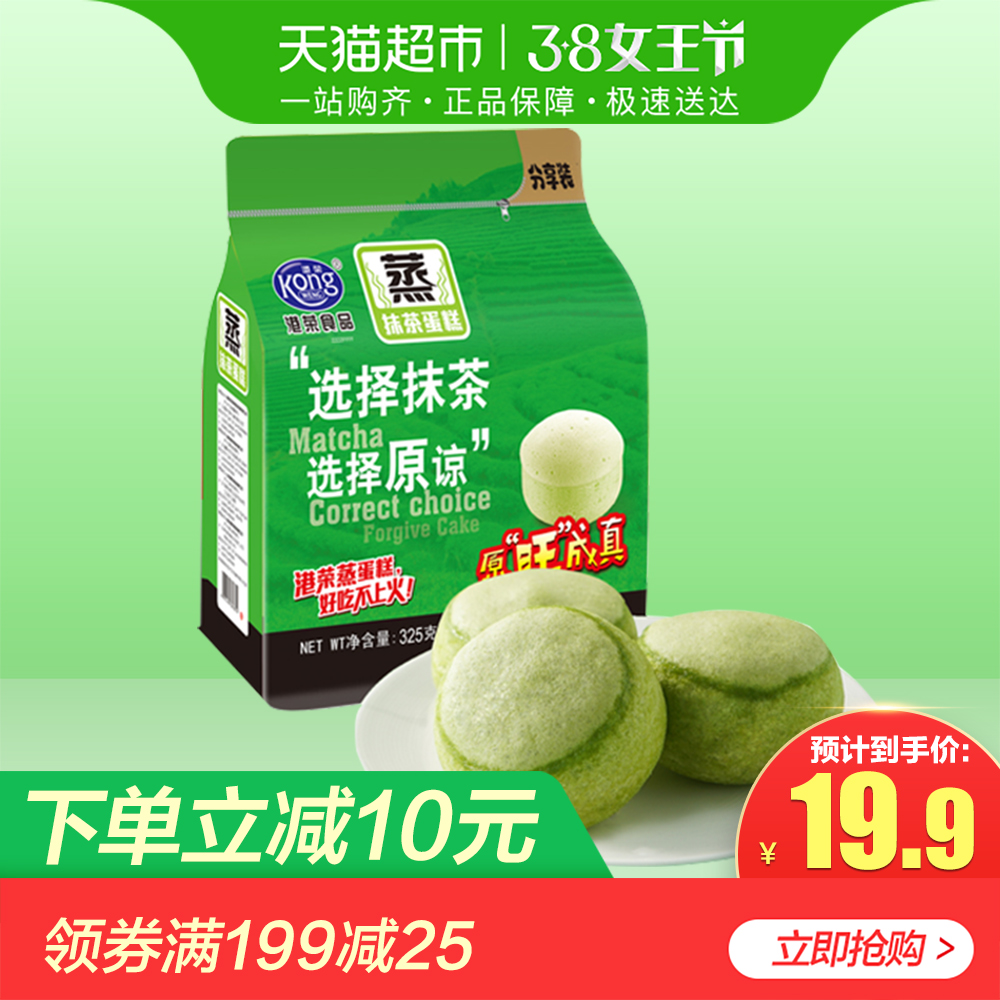 天猫超市 | 3·8女王节
一站购齐·正品保障·极速送达
分享装
港荣
Kong
WENG
®
港荣食品
蒸
抹茶蛋糕
蒸
抹茶蛋糕
“选择抹茶
Matcha
选择原谅”
Correct choice
Forgive Cake
愿“旺”成真
港荣蒸蛋糕,
好吃不上火!
NET WT净含量:325克
预计到手价:
¥ 19.9
下单立减10元
领券满199减25
立即抢购 >